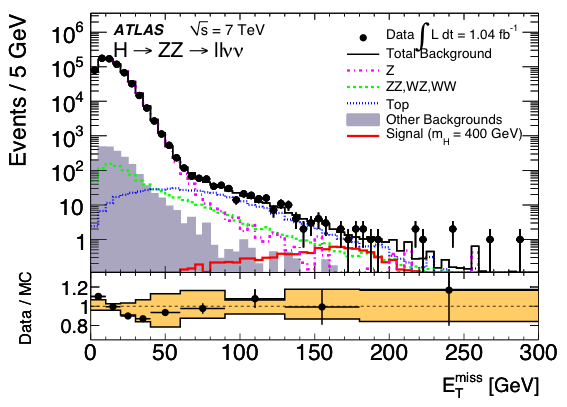 ATLAS √s = 7 TeV
H → ZZ → llνν
Data ∫ L dt = 1.04 fb⁻¹
Total Background
Z
ZZ,WZ,WW
Top
Other Backgrounds
Signal (m_H = 400 GeV)
Events / 5 GeV
10⁶
10⁵
10⁴
10³
10²
10
1
Data / MC
1.2
1
0.8
0 50 100 150 200 250 300
E_T^miss [GeV]